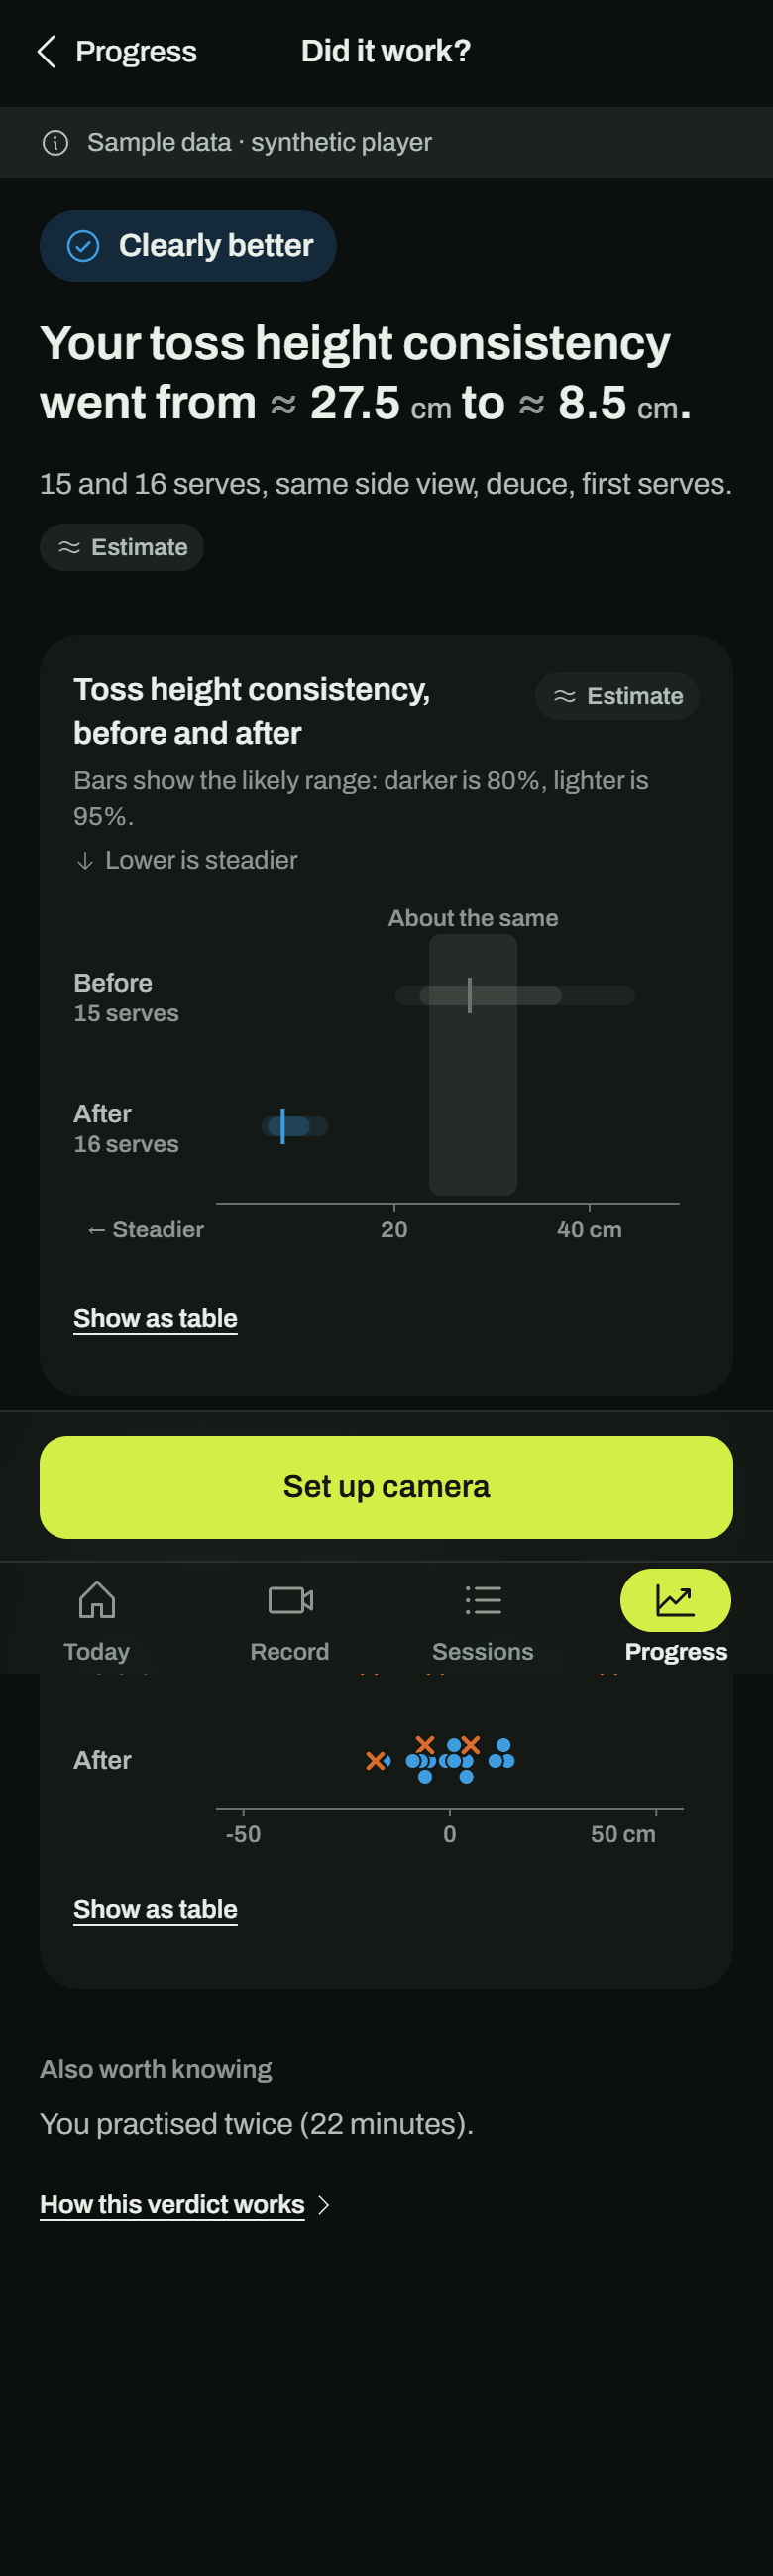 Progress
Did it work?
Sample data · synthetic player
Clearly better
Your toss height consistency
went from ≈ 27.5 cm to ≈ 8.5 cm.
15 and 16 serves, same side view, deuce, first serves.
Estimate
Toss height consistency,
before and after
Estimate
Bars show the likely range: darker is 80%, lighter is
95%.
↓ Lower is steadier
About the same
Before
15 serves
After
16 serves
← Steadier
20
40 cm
Show as table
Set up camera
Today
Record
Sessions
Progress
After
-50
0
50 cm
Show as table
Also worth knowing
You practised twice (22 minutes).
How this verdict works